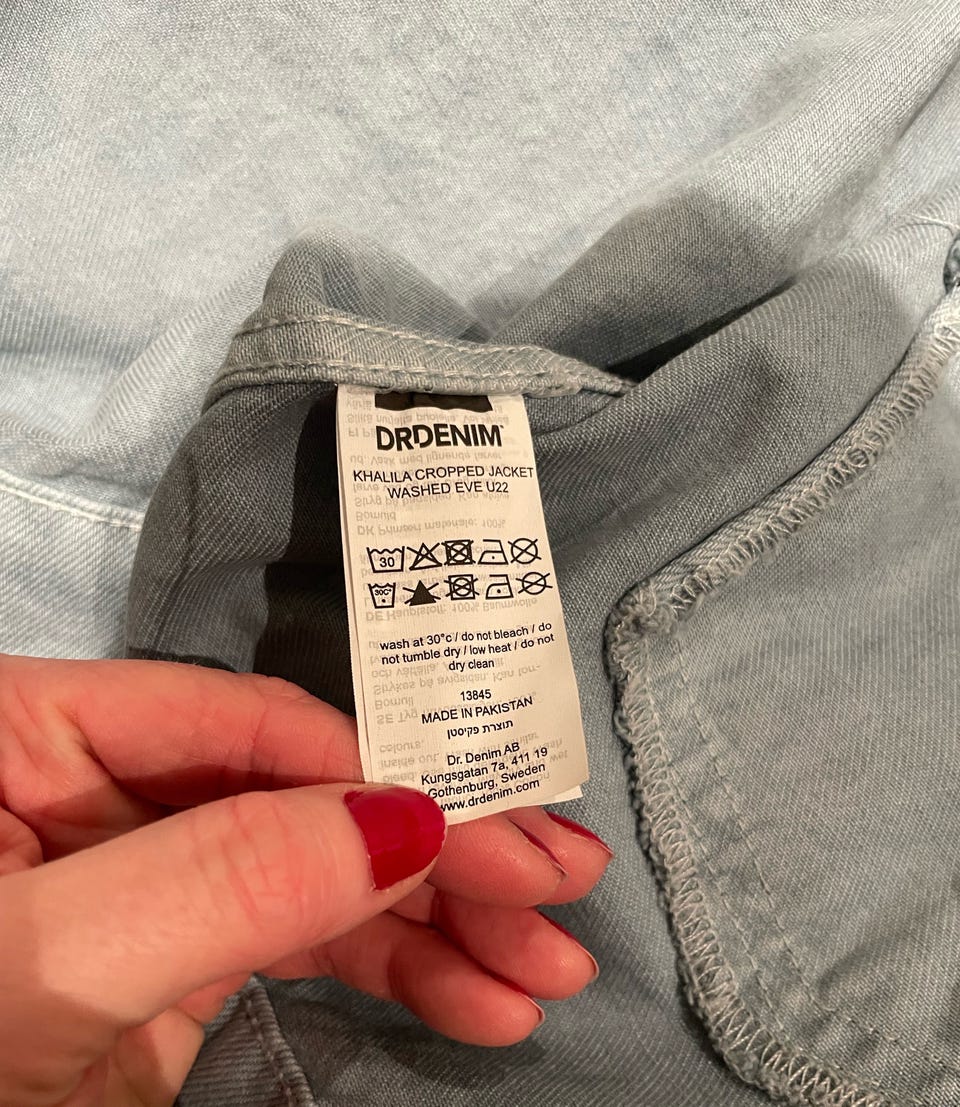 DRDENIM
KHALILA CROPPED JACKET
WASHED EVE U22
30
30C°
wash at 30°c / do not bleach / do
not tumble dry / low heat / do not
dry clean
13845
MADE IN PAKISTAN
תוצרת פקיסטן
Dr. Denim AB
Kungsgatan 7a, 411 19
Gothenburg, Sweden
www.drdenim.com